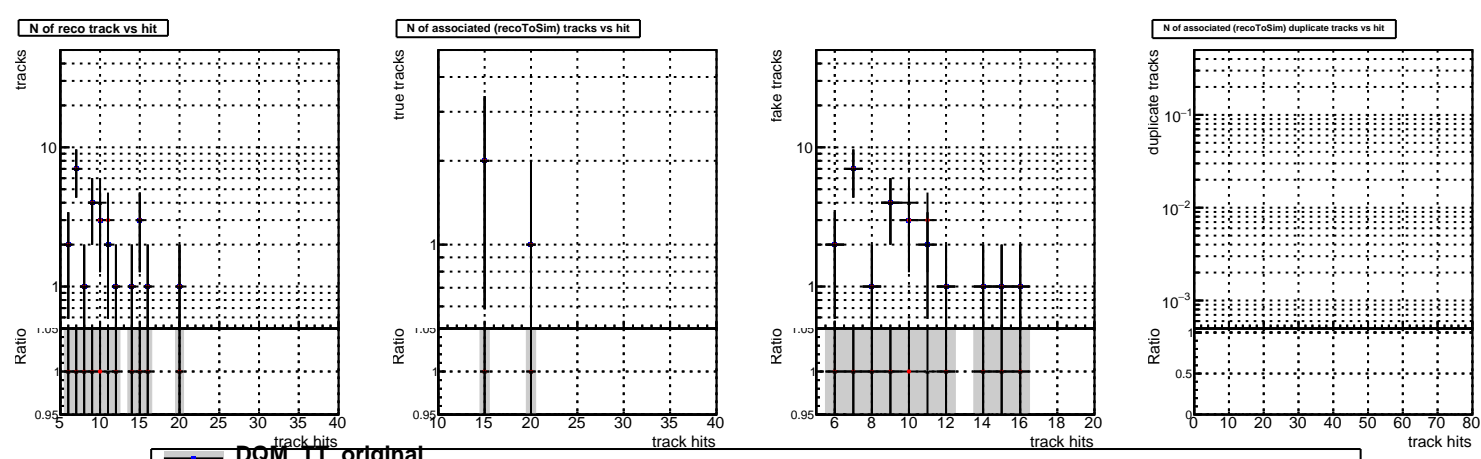 N of reco track vs hit
tracks
10
1
Ratio
1.05
1
0.95
5 10 15 20 25 30 35 40
track hits
N of associated (recoToSim) tracks vs hit
true tracks
1
Ratio
1.05
1
0.95
10 15 20 25 30 35 40
track hits
fake tracks
10
1
Ratio
1.05
1
0.95
6 8 10 12 14 16 18 20
track hits
N of associated (recoToSim) duplicate tracks vs hit
duplicate tracks
10−1
10−2
10−3
Ratio
1
0.5
0
0 10 20 30 40 50 60 70 80
track hits
DQM_TT_original